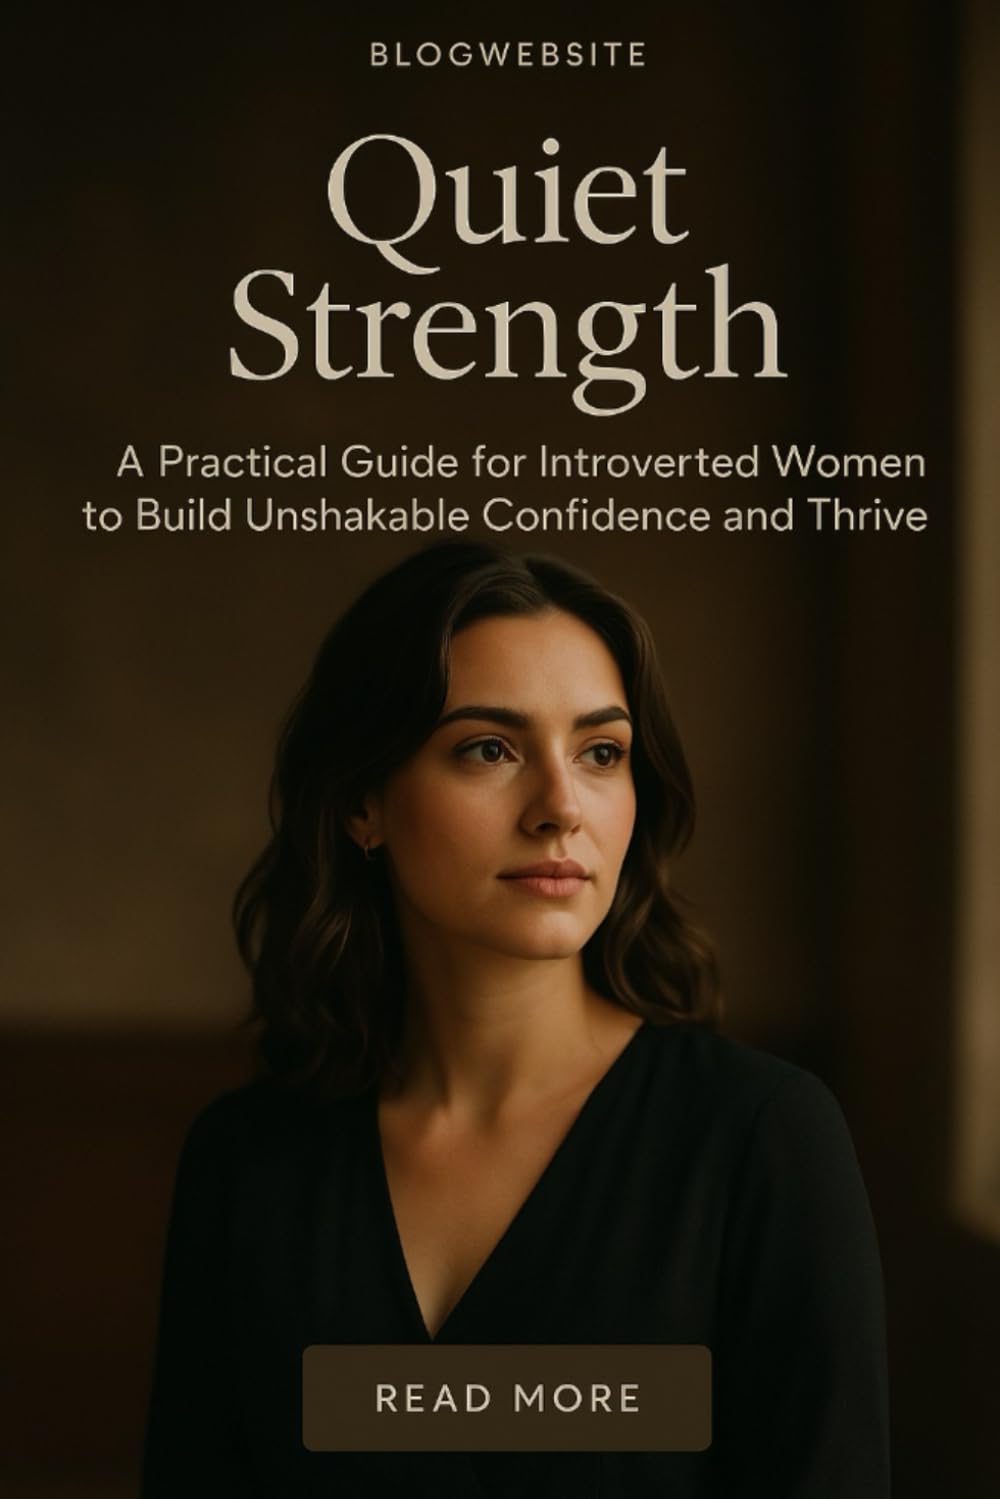 BLOGWEBSITE
Quiet
Strength
A Practical Guide for Introverted Women
to Build Unshakable Confidence and Thrive
READ MORE